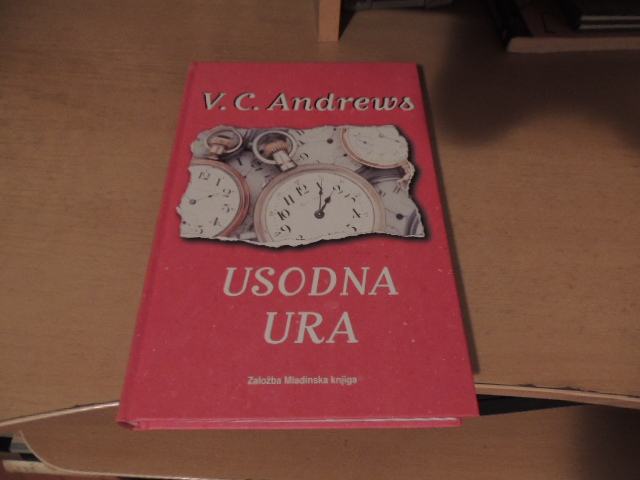 V. C. Andrews
USODNA
URA
Založba Mladinska knjiga